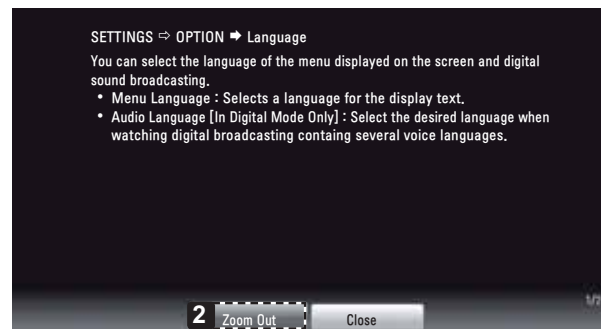 SETTINGS ⇨ OPTION ➡ Language
You can select the language of the menu displayed on the screen and digital
sound broadcasting.
• Menu Language : Selects a language for the display text.
• Audio Language [In Digital Mode Only] : Select the desired language when
watching digital broadcasting containg several voice languages.
2 Zoom Out Close